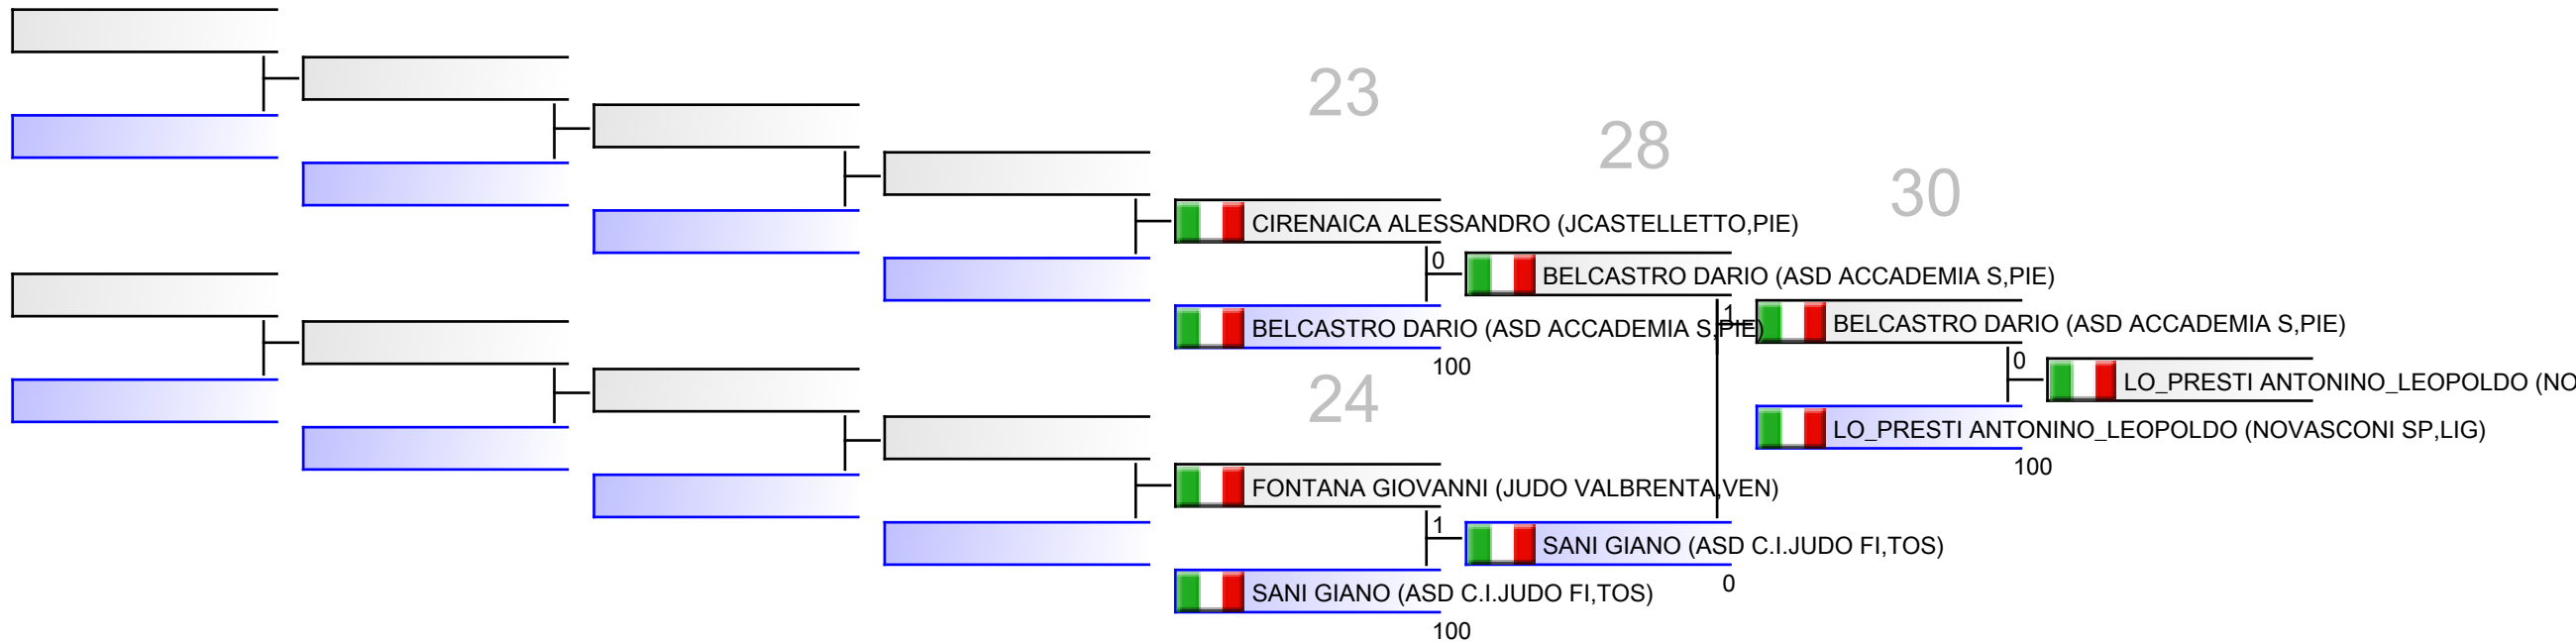 23
28
30
CIRENAICA ALESSANDRO (JCASTELLETTO,PIE)
0
BELCASTRO DARIO (ASD ACCADEMIA S,PIE)
1
BELCASTRO DARIO (ASD ACCADEMIA S,PIE)
BELCASTRO DARIO (ASD ACCADEMIA S,PIE)
100
0
LO_PRESTI ANTONINO_LEOPOLDO (NO
24
LO_PRESTI ANTONINO_LEOPOLDO (NOVASCONI SP,LIG)
100
FONTANA GIOVANNI (JUDO VALBRENTA,VEN)
1
SANI GIANO (ASD C.I.JUDO FI,TOS)
0
SANI GIANO (ASD C.I.JUDO FI,TOS)
100